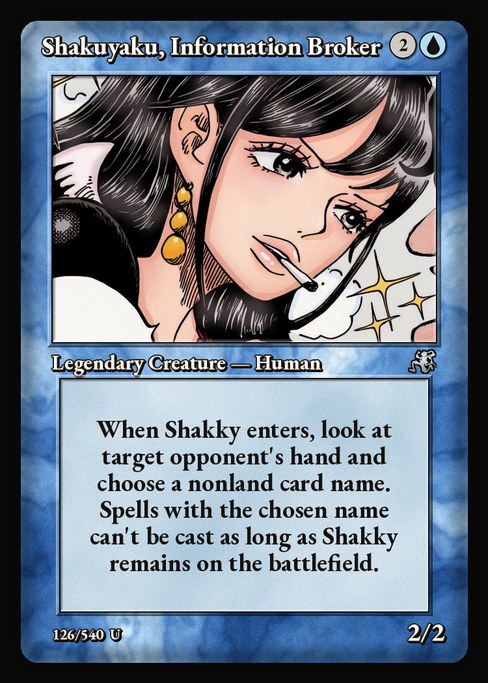 Shakuyaku, Information Broker 2
Legendary Creature — Human
When Shakky enters, look at
target opponent's hand and
choose a nonland card name.
Spells with the chosen name
can't be cast as long as Shakky
remains on the battlefield.
126/540 U 2/2